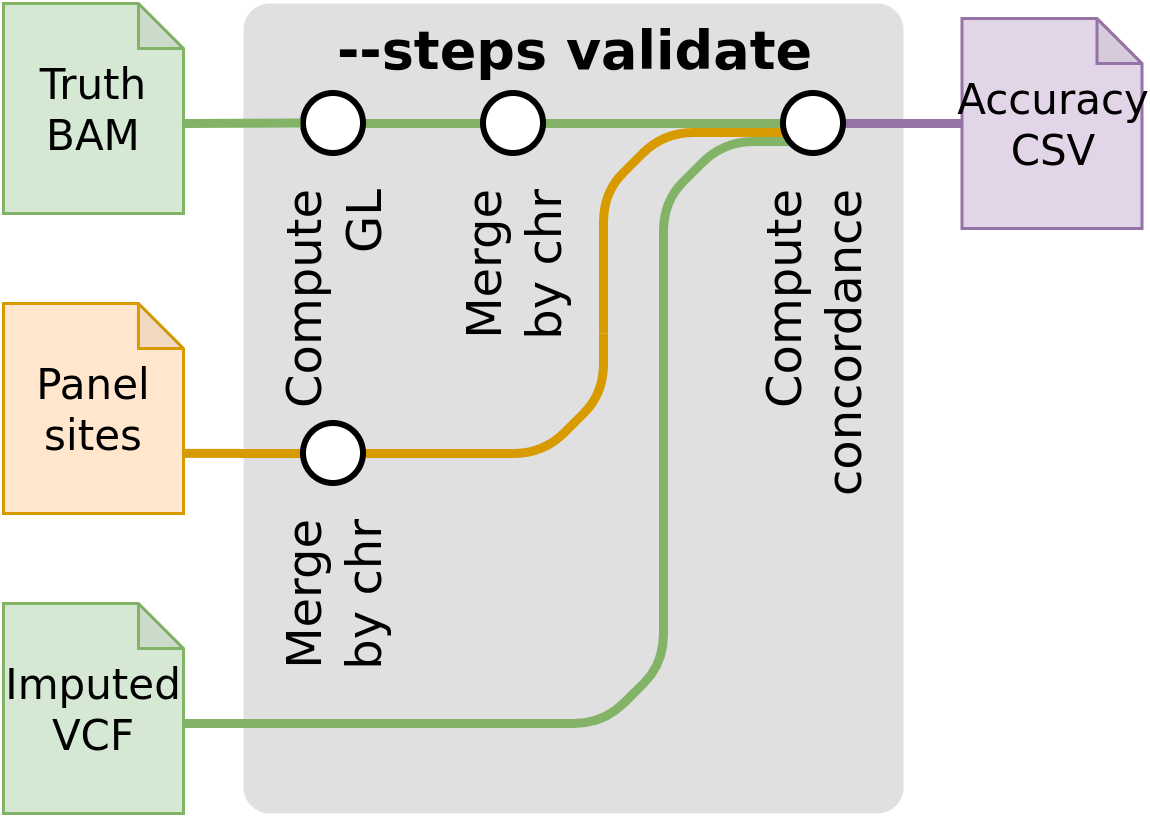 --steps validate
Truth
BAM
Accuracy
CSV
Compute
GL
Merge
by chr
Compute
concordance
Panel
sites
Merge
by chr
Imputed
VCF